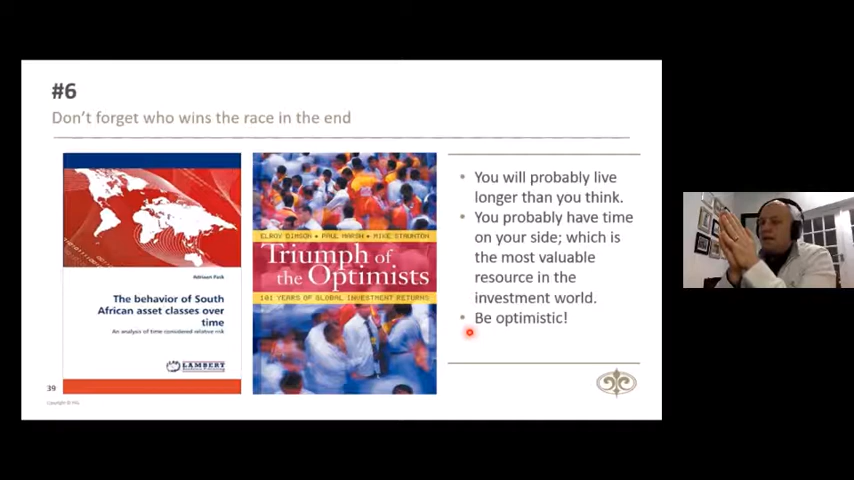 #6
Don't forget who wins the race in the end
Adriaan Pask
The behavior of South
African asset classes over
time
An analysis of time considered relative risk
LAMBERT
ELROY DIMSON • PAUL MARSH • MIKE STAUNTON
Triumph of
the Optimists
101 YEARS OF GLOBAL INVESTMENT RETURNS
• You will probably live
longer than you think.
• You probably have time
on your side; which is
the most valuable
resource in the
investment world.
• Be optimistic!
39
Copyright ©